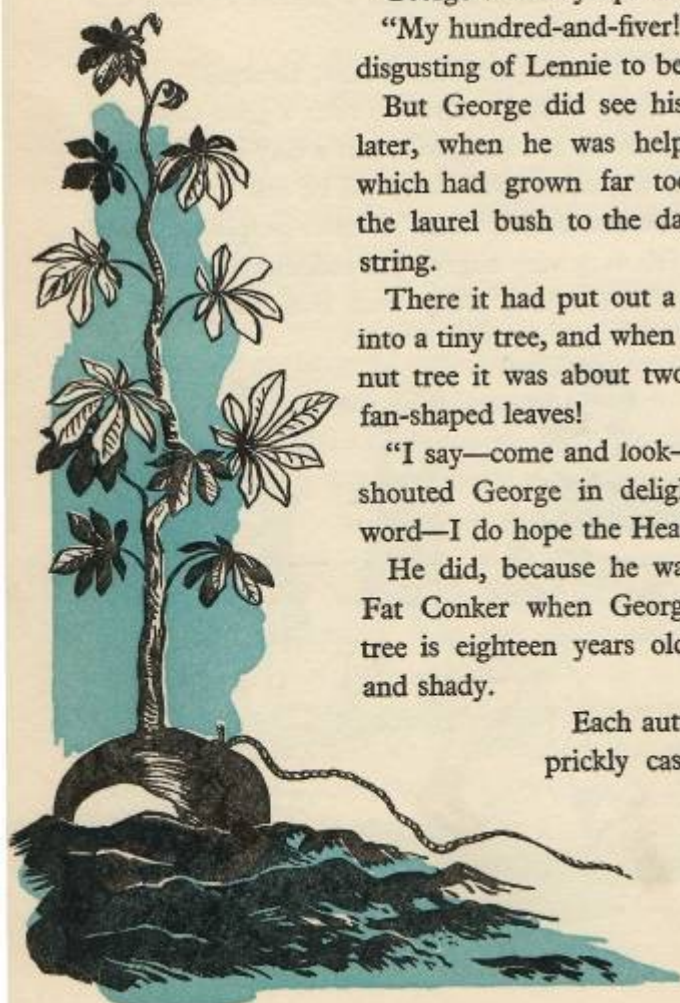 "My hundred-and-fiver!
disgusting of Lennie to be
But George did see his
later, when he was help
which had grown far too
the laurel bush to the da
string.
There it had put out a
into a tiny tree, and when
nut tree it was about two
fan-shaped leaves!
"I say—come and look—
shouted George in deligh
word—I do hope the Hea
He did, because he wa
Fat Conker when Georg
tree is eighteen years old
and shady.
Each aut
prickly cas